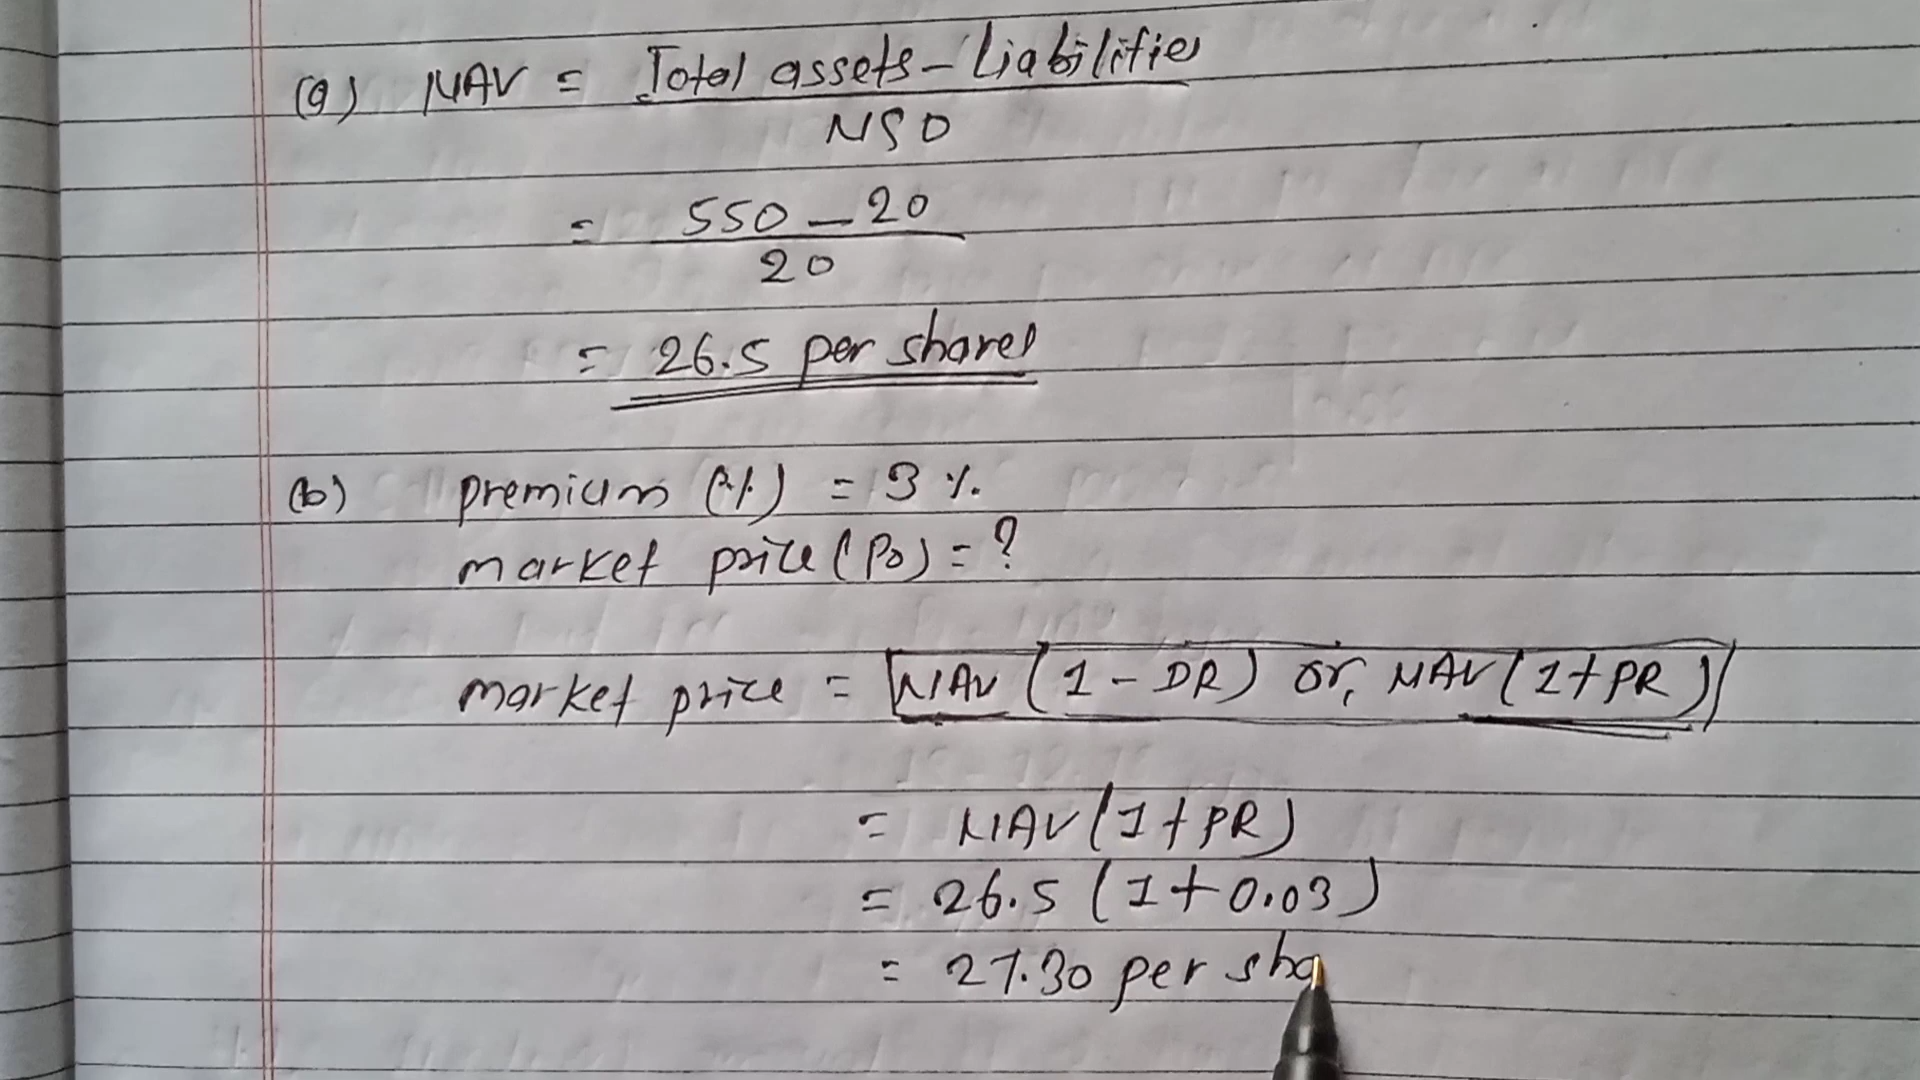 (a) NAV = Total assets - Liabilities
NSO
= 550 - 20
20
= 26.5 per shares
(b) premium (%) = 3 %.
market price (P0) = ?
market price = NAV (1 - DR) or, NAV (1 + PR)
= NAV (1 + PR)
= 26.5 (1 + 0.03)
= 27.30 per sha